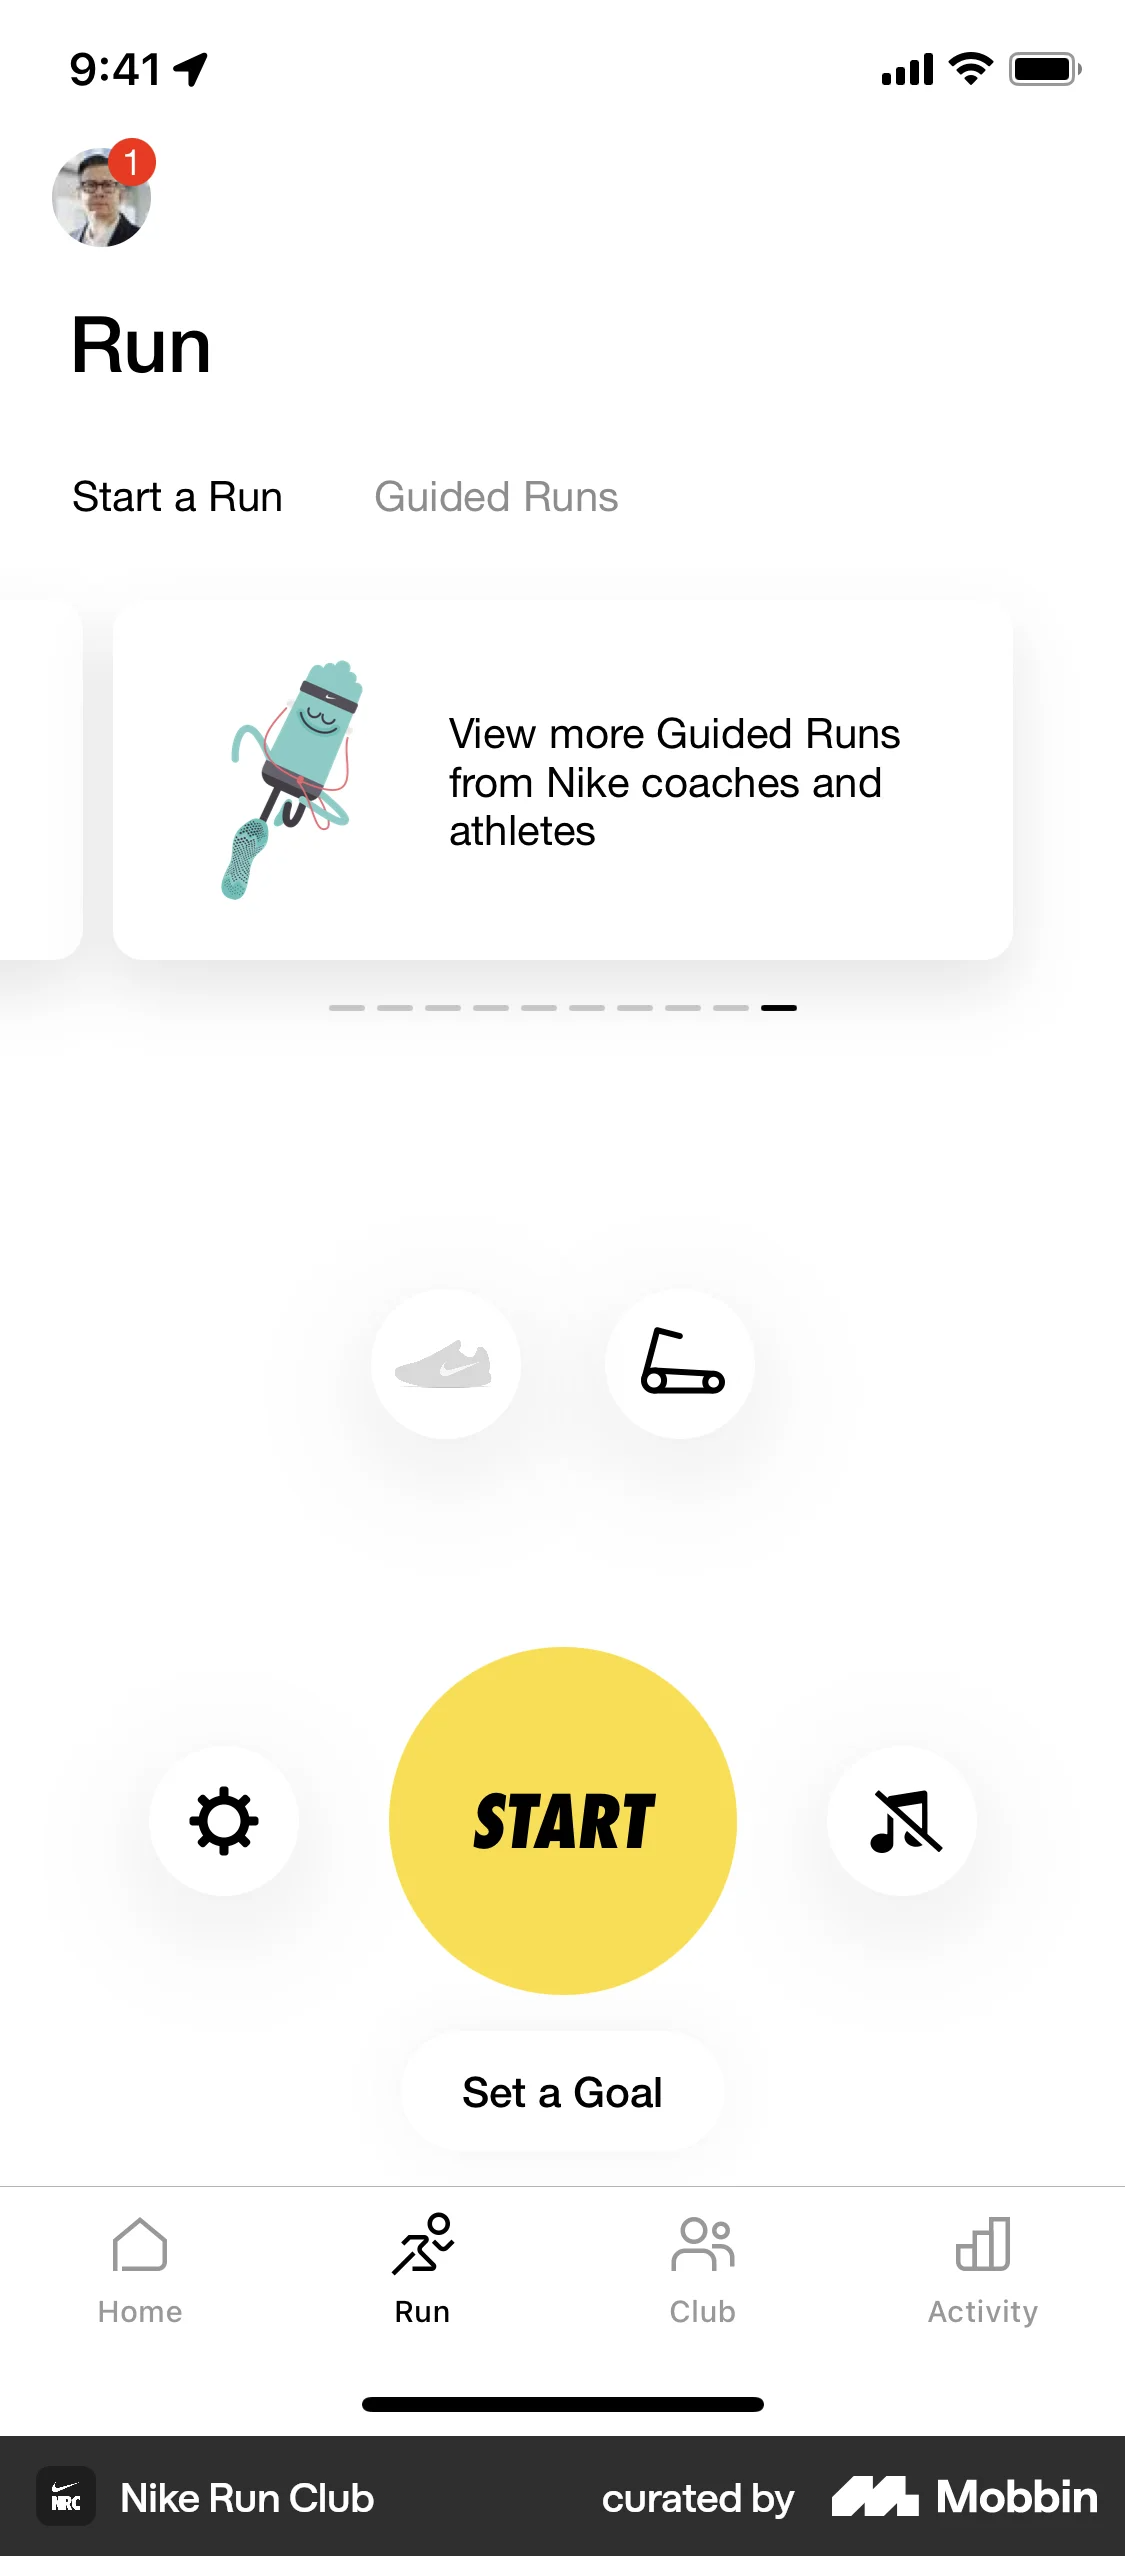 9:41
1
Run
Start a Run
Guided Runs
View more Guided Runs
from Nike coaches and
athletes
START
Set a Goal
Home
Run
Club
Activity
NRC
Nike Run Club
curated by
Mobbin